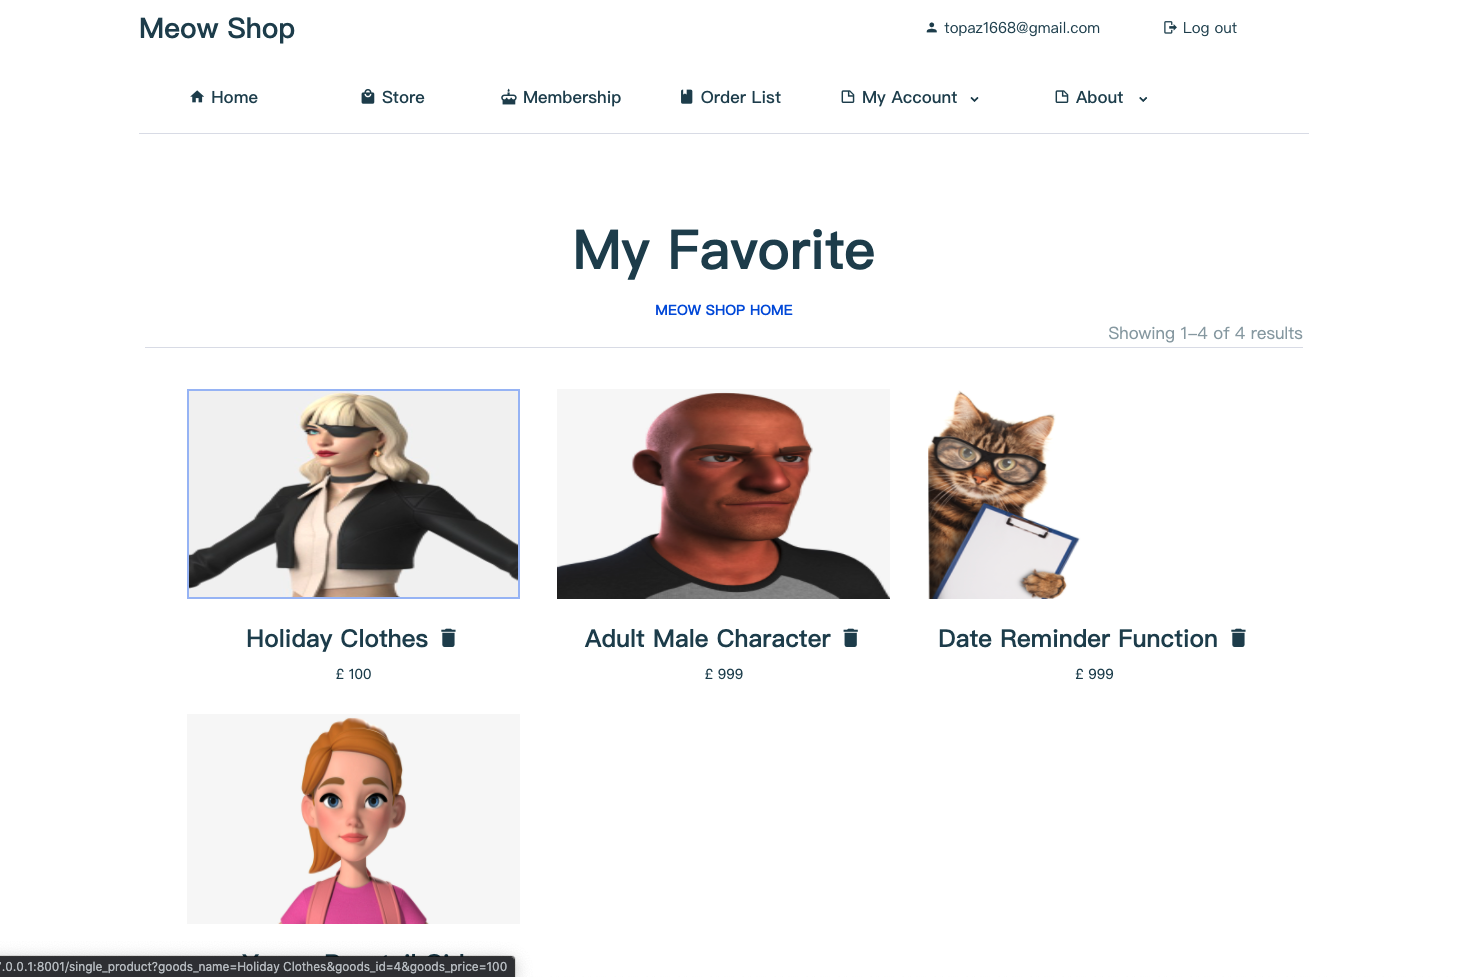 Meow Shop
topaz1668@gmail.com
Log out
Home
Store
Membership
Order List
My Account
About
My Favorite
MEOW SHOP HOME
Showing 1–4 of 4 results
Holiday Clothes
Adult Male Character
Date Reminder Function
£ 100
£ 999
£ 999
.0.0.1:8001/single_product?goods_name=Holiday Clothes&goods_id=4&goods_price=100